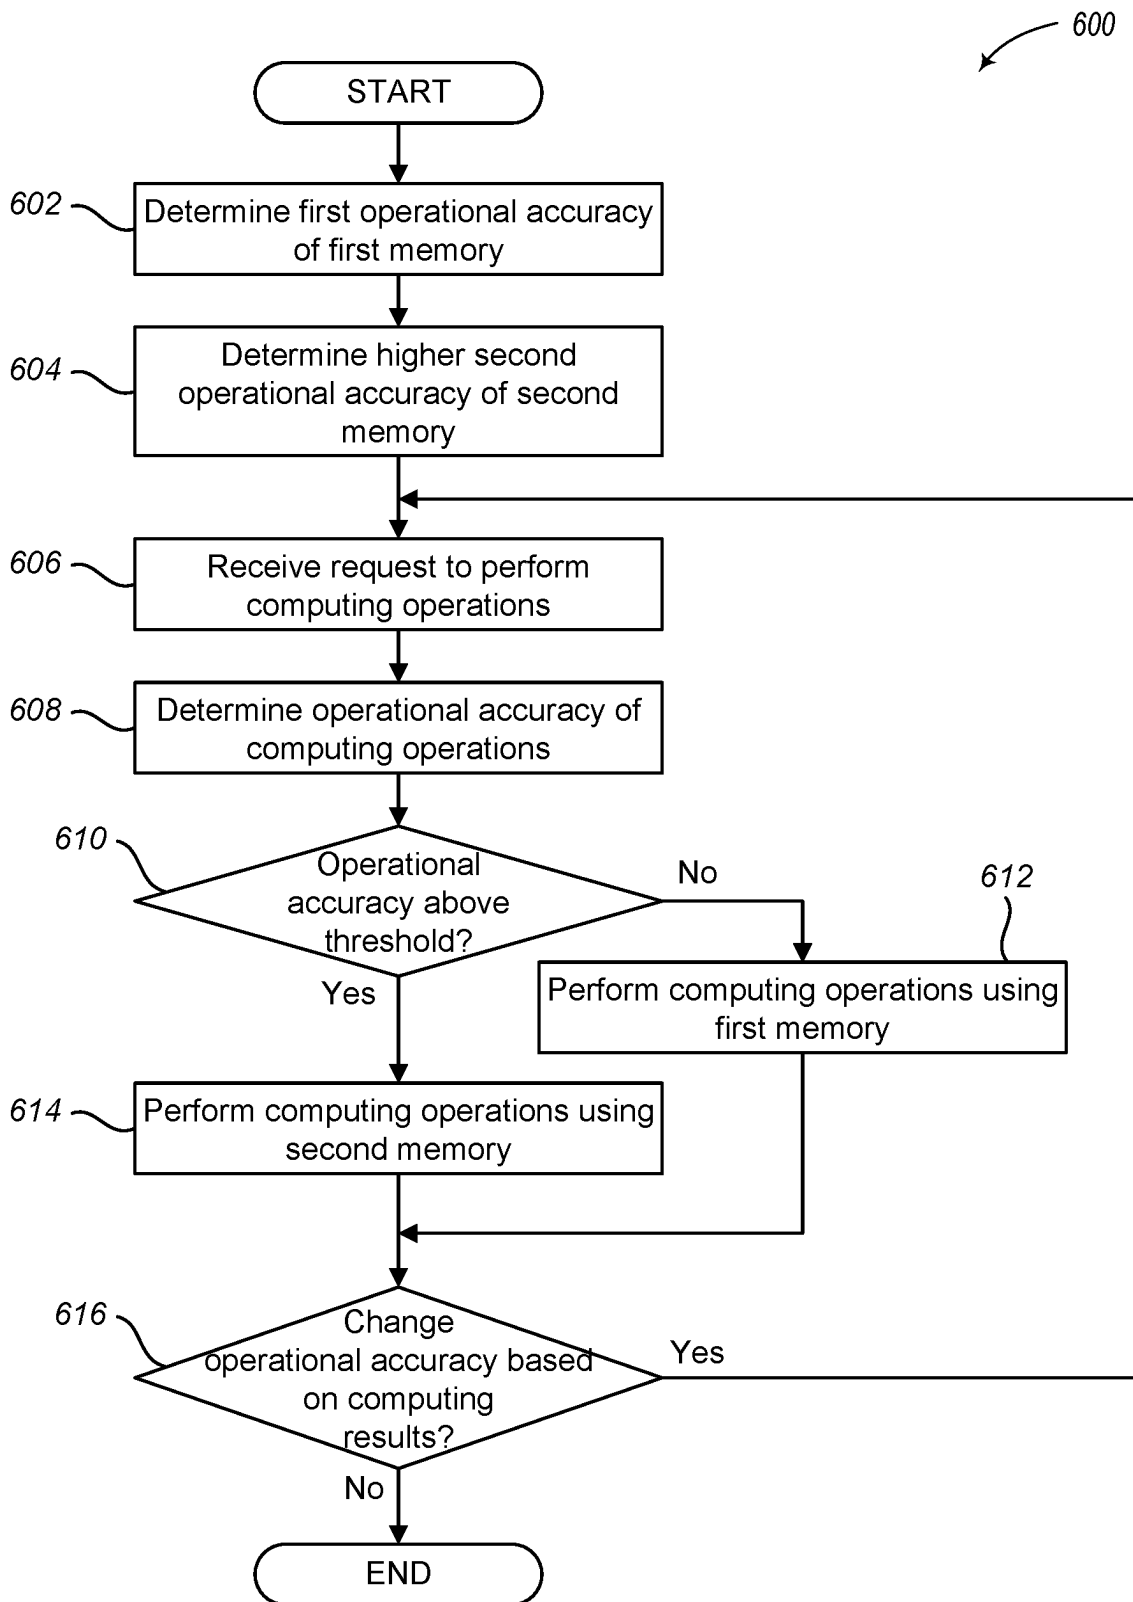 600
START
602
Determine first operational accuracy
of first memory
604
Determine higher second
operational accuracy of second
memory
606
Receive request to perform
computing operations
608
Determine operational accuracy of
computing operations
610
Operational
accuracy above
threshold?
No
612
Yes
Perform computing operations using
first memory
614
Perform computing operations using
second memory
616
Change
operational accuracy based
on computing
results?
Yes
No
END